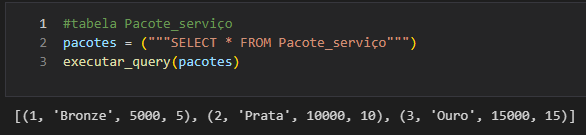 1 #tabela Pacote_serviço
2 pacotes = ("""SELECT * FROM Pacote_serviço""")
3 executar_query(pacotes)
[(1, 'Bronze', 5000, 5), (2, 'Prata', 10000, 10), (3, 'Ouro', 15000, 15)]